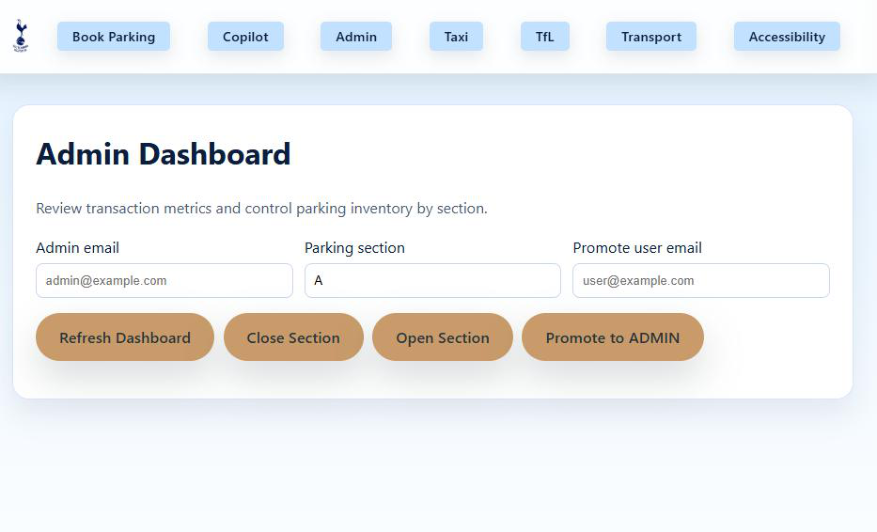 Book Parking Copilot Admin Taxi TfL Transport Accessibility
Admin Dashboard
Review transaction metrics and control parking inventory by section.
Admin email Parking section Promote user email
admin@example.com A user@example.com
Refresh Dashboard Close Section Open Section Promote to ADMIN